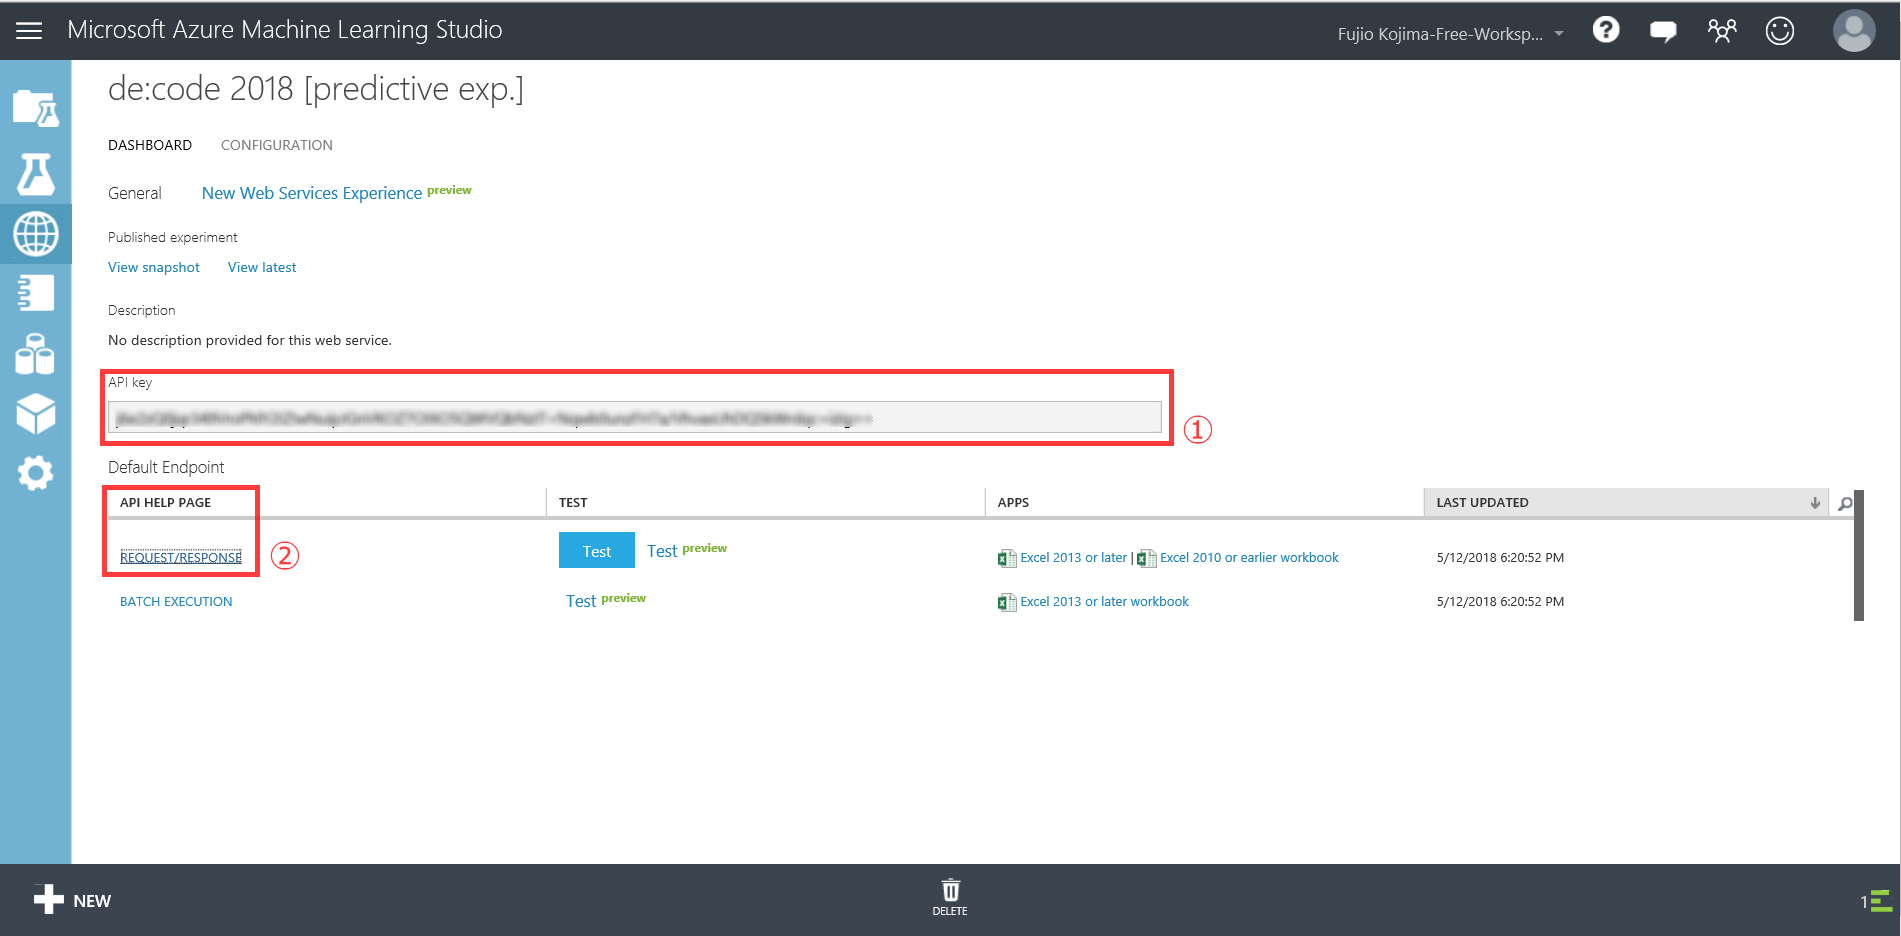 Microsoft Azure Machine Learning Studio
Fujio Kojima-Free-Worksp...
de:code 2018 [predictive exp.]
DASHBOARD CONFIGURATION
General New Web Services Experience preview
Published experiment
View snapshot View latest
Description
No description provided for this web service.
API key
①
Default Endpoint
API HELP PAGE TEST APPS LAST UPDATED
REQUEST/RESPONSE ② Test Test preview Excel 2013 or later | Excel 2010 or earlier workbook 5/12/2018 6:20:52 PM
BATCH EXECUTION Test preview Excel 2013 or later workbook 5/12/2018 6:20:52 PM
NEW
DELETE
1